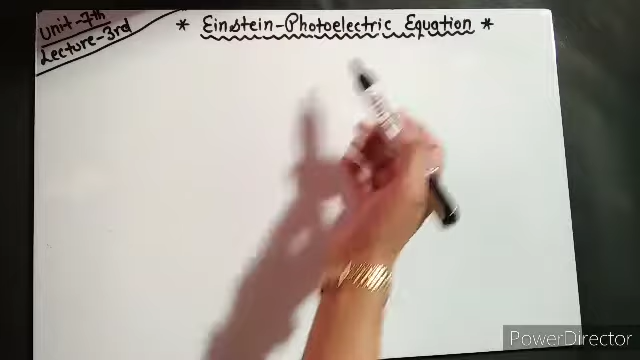 Unit-7th
Lecture-3rd
* Einstein-Photoelectric Equation *
PowerDirector